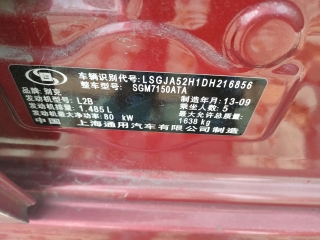 车辆识别代号: LSGJA52H1DH216856
整车型号: SGM7150ATA
品牌: 别克 制造年月: 13-09
发动机型号: L2B 乘坐人数: 5
发动机排量: 1.485 L 最大允许总质量:
发动机最大净功率: 80 kW 1638 kg
中国 上海通用汽车有限公司制造